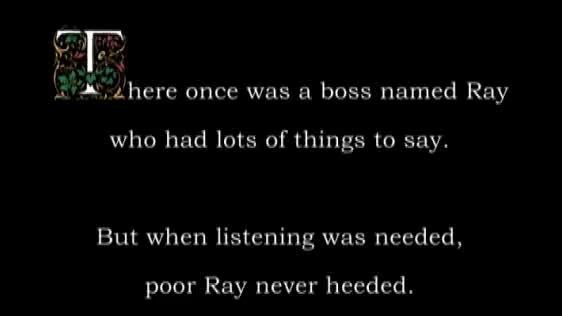 There once was a boss named Ray
who had lots of things to say.
But when listening was needed,
poor Ray never heeded.